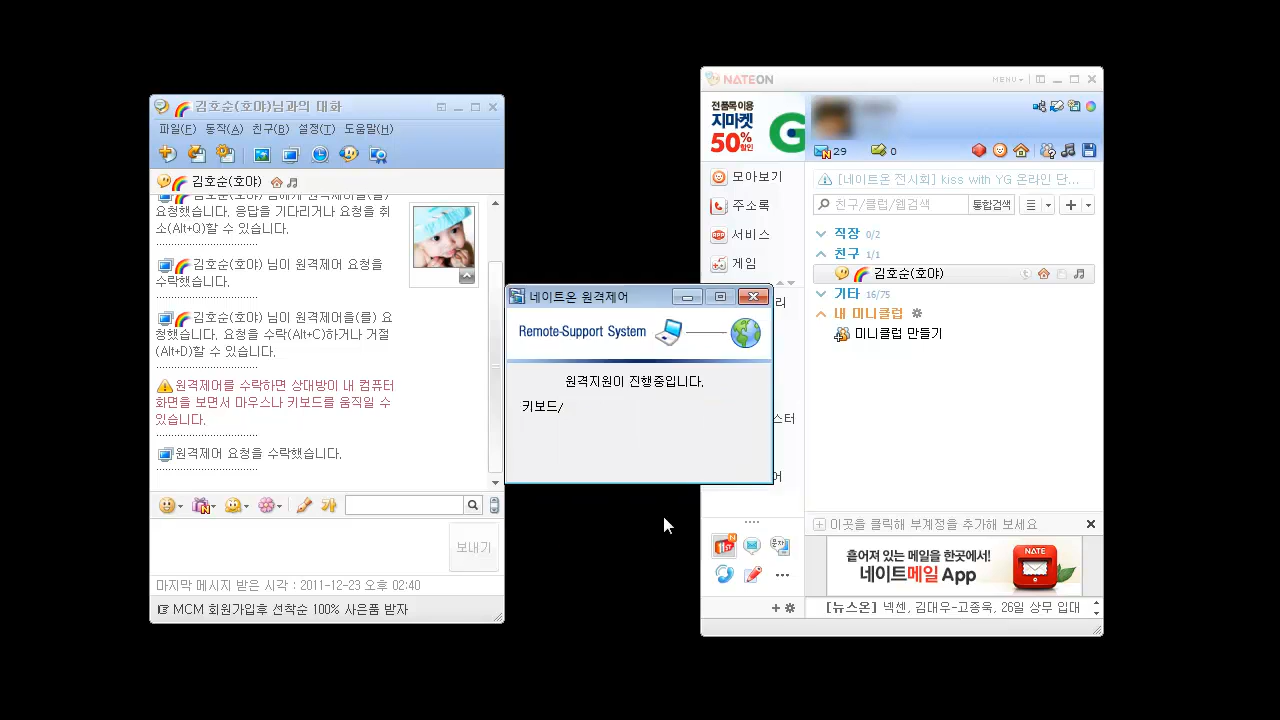 김호순(호야)님과의 대화
파일(F) 동작(A) 친구(B) 설정(T) 도움말(H)
김호순(호야)
요청했습니다. 응답을 기다리거나 요청을 취
소(Alt+Q)할 수 있습니다.
김호순(호야) 님이 원격제어 요청을
수락했습니다.
김호순(호야) 님이 원격제어을(를) 요
청했습니다. 요청을 수락(Alt+C)하거나 거절
(Alt+D)할 수 있습니다.
원격제어를 수락하면 상대방이 내 컴퓨터
화면을 보면서 마우스나 키보드를 움직일 수
있습니다.
원격제어 요청을 수락했습니다.
보내기
마지막 메시지 받은 시각 : 2011-12-23 오후 02:40
MCM 회원가입후 선착순 100% 사은품 받자
네이트온 원격제어
Remote-Support System
원격지원이 진행중입니다.
키보드/
NATEON
MENU
전품목 이용
지마켓
50% 할인
G
29
0
모아보기
주소록
서비스
게임
리
스터
어
[네이트온 전시회] kiss with YG 온라인 단...
친구/클럽/웹검색 통합검색
직장 0/2
친구 1/1
김호순(호야)
기타 16/75
내 미니클럽
미니클럽 만들기
이곳을 클릭해 부계정을 추가해 보세요
흩어져 있는 메일을 한곳에서!
네이트메일 App
NATE
[뉴스온] 넥센, 김대우-고종욱, 26일 상무 입대